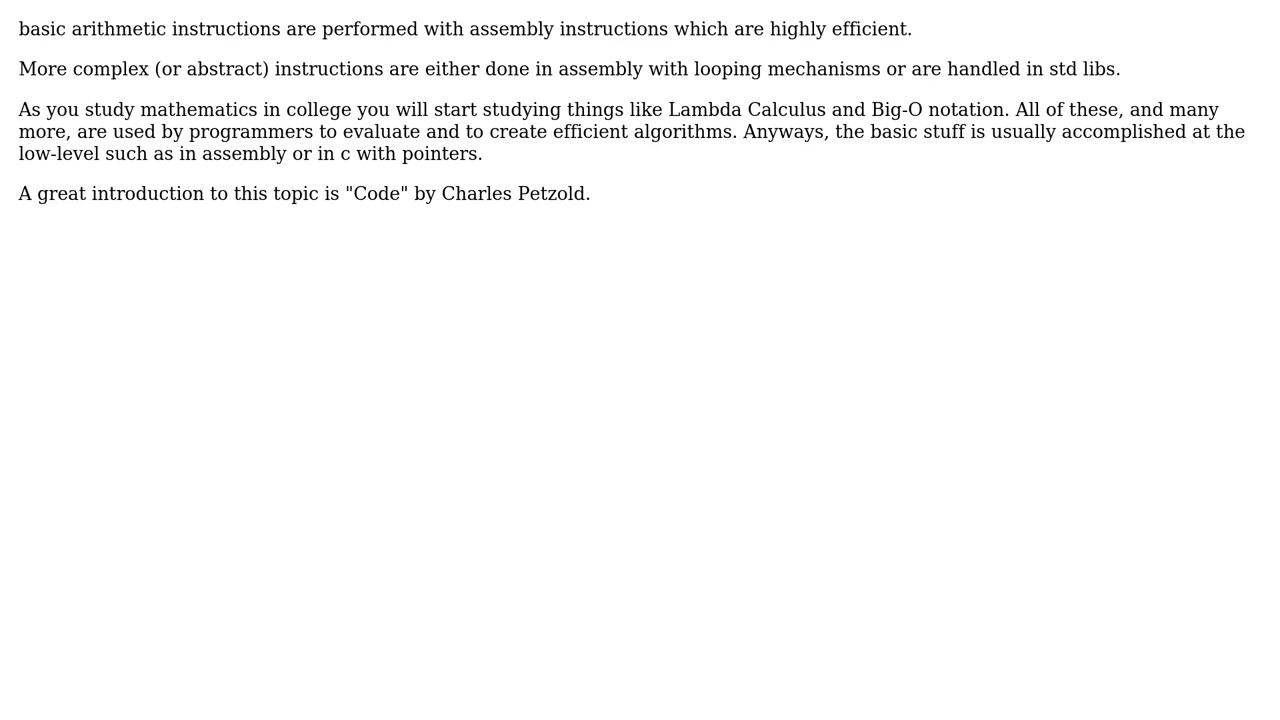 basic arithmetic instructions are performed with assembly instructions which are highly efficient.
More complex (or abstract) instructions are either done in assembly with looping mechanisms or are handled in std libs.
As you study mathematics in college you will start studying things like Lambda Calculus and Big-O notation. All of these, and many
more, are used by programmers to evaluate and to create efficient algorithms. Anyways, the basic stuff is usually accomplished at the
low-level such as in assembly or in c with pointers.
A great introduction to this topic is "Code" by Charles Petzold.